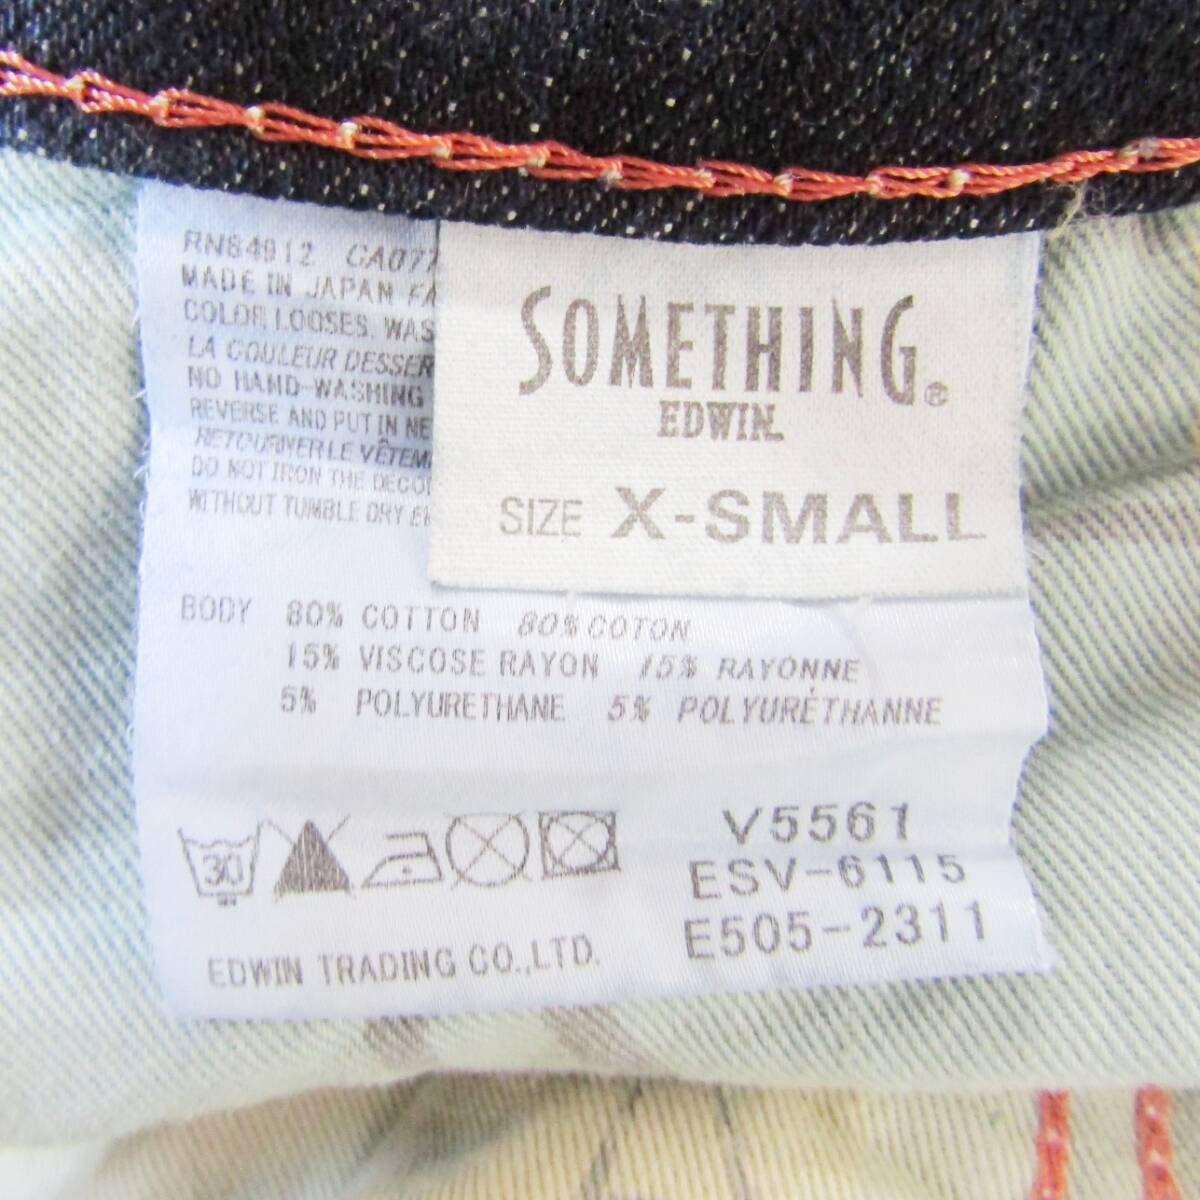 RN84912 CA077
MADE IN JAPAN
COLOR LOOSES. WAS
LA COULEUR DESSER
NO HAND-WASHING
REVERSE AND PUT IN NE
RETOURNER LE VÊTEM
DO NOT IRON THE DECO
WITHOUT TUMBLE DRY
SOMETHING®
EDWIN
SIZE X-SMALL
BODY 80% COTTON 80% COTON
15% VISCOSE RAYON 15% RAYONNE
5% POLYURETHANE 5% POLYURÉTHANNE
30
V5561
ESV-6115
E505-2311
EDWIN TRADING CO.,LTD.